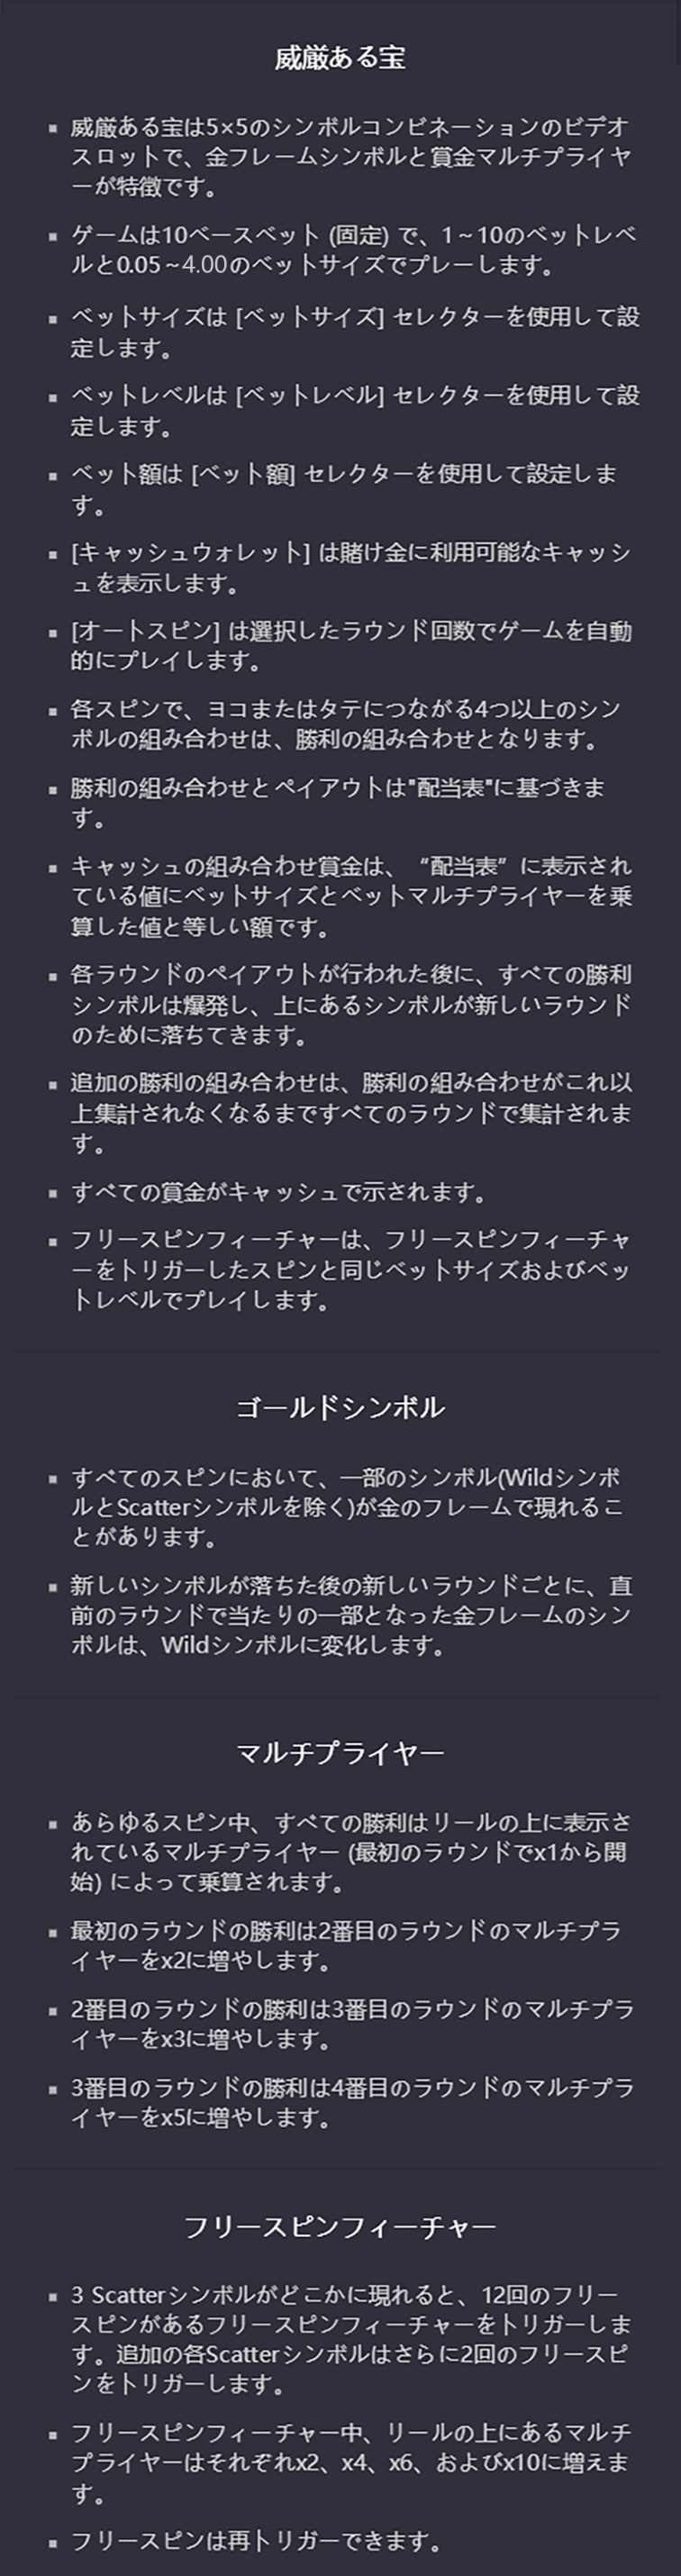 威厳ある宝
▪ 威厳ある宝は5×5のシンボルコンビネーションのビデオ
スロットで、金フレームシンボルと賞金マルチプライヤ
ーが特徴です。
▪ ゲームは10ベースベット (固定) で、1～10のベットレベ
ルと0.05～4.00のベットサイズでプレーします。
▪ ベットサイズは [ベットサイズ] セレクターを使用して設
定します。
▪ ベットレベルは [ベットレベル] セレクターを使用して設
定します。
▪ ベット額は [ベット額] セレクターを使用して設定しま
す。
▪ [キャッシュウォレット] は賭け金に利用可能なキャッシ
ュを表示します。
▪ [オートスピン] は選択したラウンド回数でゲームを自動
的にプレイします。
▪ 各スピンで、ヨコまたはタテにつながる4つ以上のシン
ボルの組み合わせは、勝利の組み合わせとなります。
▪ 勝利の組み合わせとペイアウトは"配当表"に基づきま
す。
▪ キャッシュの組み合わせ賞金は、“配当表”に表示され
ている値にベットサイズとベットマルチプライヤーを乗
算した値と等しい額です。
▪ 各ラウンドのペイアウトが行われた後に、すべての勝利
シンボルは爆発し、上にあるシンボルが新しいラウンド
のために落ちてきます。
▪ 追加の勝利の組み合わせは、勝利の組み合わせがこれ以
上集計されなくなるまですべてのラウンドで集計されま
す。
▪ すべての賞金がキャッシュで示されます。
▪ フリースピンフィーチャーは、フリースピンフィーチャ
ーをトリガーしたスピンと同じベットサイズおよびベッ
トレベルでプレイします。
ゴールドシンボル
▪ すべてのスピンにおいて、一部のシンボル(Wildシンボ
ルとScatterシンボルを除く)が金のフレームで現れるこ
とがあります。
▪ 新しいシンボルが落ちた後の新しいラウンドごとに、直
前のラウンドで当たりの一部となった金フレームのシン
ボルは、Wildシンボルに変化します。
マルチプライヤー
▪ あらゆるスピン中、すべての勝利はリールの上に表示さ
れているマルチプライヤー (最初のラウンドでx1から開
始) によって乗算されます。
▪ 最初のラウンドの勝利は2番目のラウンドのマルチプラ
イヤーをx2に増やします。
▪ 2番目のラウンドの勝利は3番目のラウンドのマルチプラ
イヤーをx3に増やします。
▪ 3番目のラウンドの勝利は4番目のラウンドのマルチプラ
イヤーをx5に増やします。
フリースピンフィーチャー
▪ 3 Scatterシンボルがどこかに現れると、12回のフリー
スピンがあるフリースピンフィーチャーをトリガーしま
す。追加の各Scatterシンボルはさらに2回のフリースピ
ンをトリガーします。
▪ フリースピンフィーチャー中、リールの上にあるマルチ
プライヤーはそれぞれx2、x4、x6、およびx10に増えま
す。
▪ フリースピンは再トリガーできます。